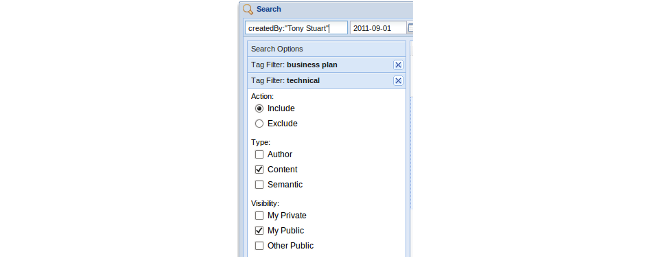 Search
createdBy:"Tony Stuart" 2011-09-01
Search Options
Tag Filter: business plan
Tag Filter: technical
Action:
Include
Exclude
Type:
Author
Content
Semantic
Visibility:
My Private
My Public
Other Public